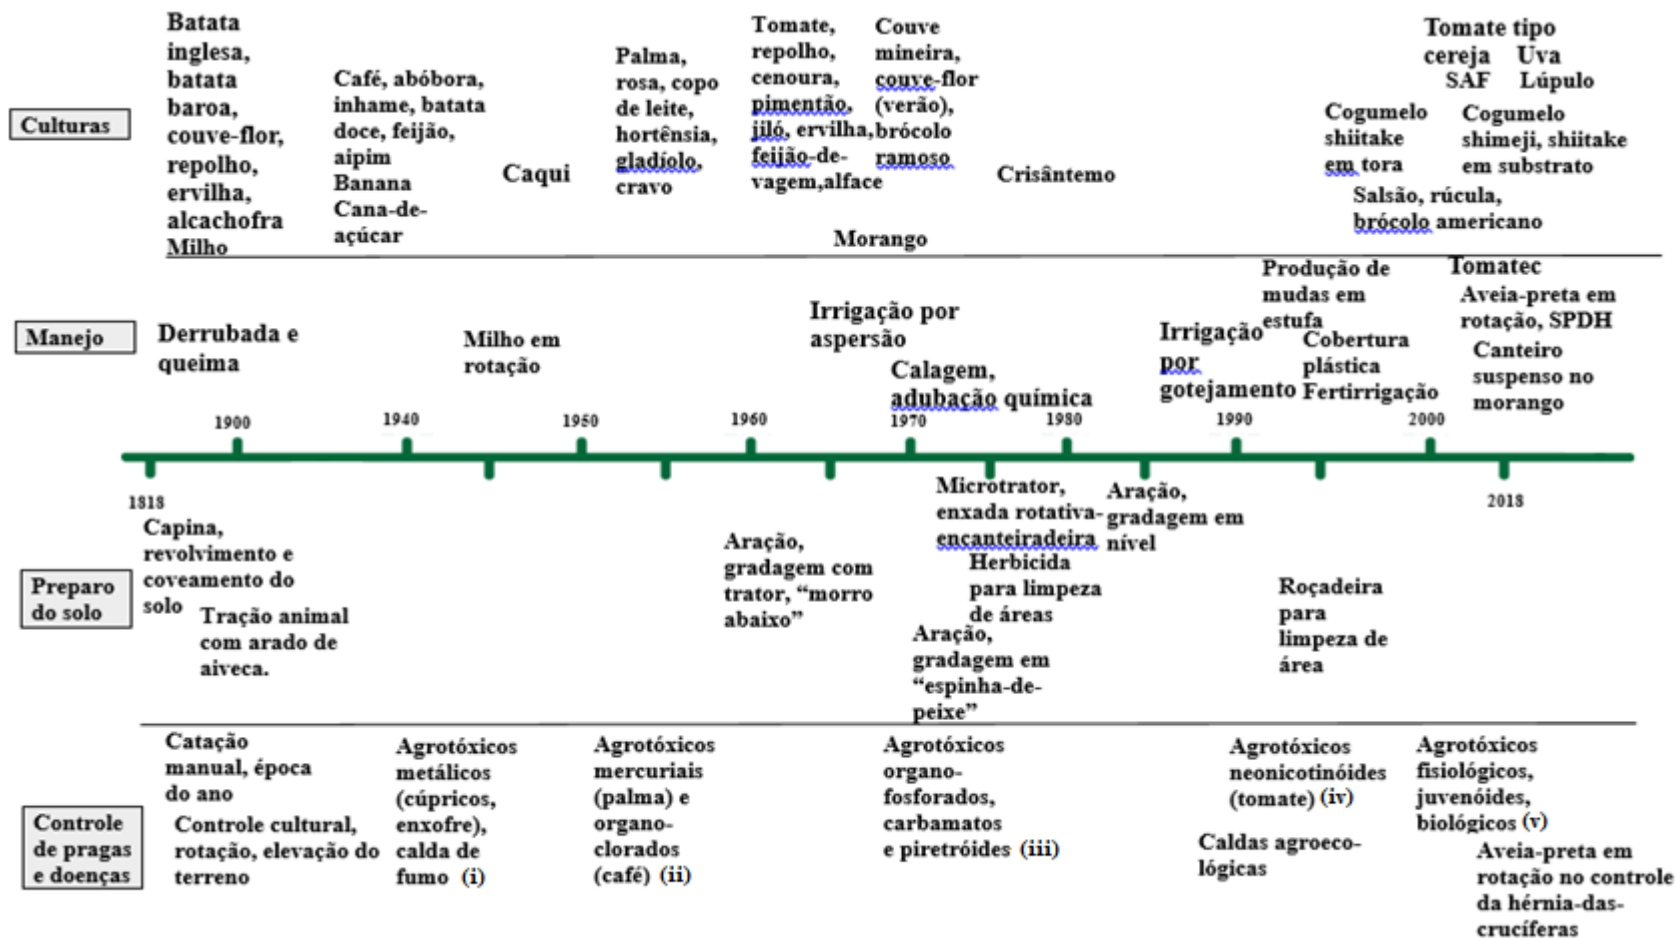 Culturas
Batata
inglesa,
batata
baroa,
couve-flor,
repolho,
ervilha,
alcachofra
Milho
Café, abóbora,
inhame, batata
doce, feijão,
aipim
Banana
Cana-de-
açúcar
Caqui
Palma,
rosa, copo
de leite,
hortênsia,
gladíolo,
cravo
Tomate,
repolho,
cenoura,
pimentão,
jiló, ervilha,
feijão-de-
vagem,alface
Couve
mineira,
couve-flor
(verão),
brócolo
ramoso
Morango
Crisântemo
Tomate tipo
cereja Uva
SAF Lúpulo
Cogumelo
shiitake
em tora
Cogumelo
shimeji, shiitake
em substrato
Salsão, rúcula,
brócolo americano
Manejo
Derrubada e
queima
Milho em
rotação
Irrigação por
aspersão
Calagem,
adubação química
Irrigação
por
gotejamento
Produção de
mudas em
estufa
Cobertura
plástica
Fertirrigação
Tomatec
Aveia-preta em
rotação, SPDH
Canteiro
suspenso no
morango
1900
1940
1950
1960
1970
1980
1990
2000
1818
2018
Preparo
do solo
Capina,
revolvimento e
coveamento do
solo
Tração animal
com arado de
aiveca.
Aração,
gradagem com
trator, “morro
abaixo”
Microtrator,
enxada rotativa-
encanteiradeira
Herbicida
para limpeza
de áreas
Aração,
gradagem em
“espinha-de-
peixe”
Aração,
gradagem em
nível
Roçadeira
para
limpeza de
área
Controle
de pragas
e doenças
Catação
manual, época
do ano
Controle cultural,
rotação, elevação do
terreno
Agrotóxicos
metálicos
(cúpricos,
enxofre),
calda de
fumo (i)
Agrotóxicos
mercuriais
(palma) e
organo-
clorados
(café) (ii)
Agrotóxicos
organo-
fosforados,
carbamatos
e piretróides (iii)
Agrotóxicos
neonicotinóides
(tomate) (iv)
Caldas agroeco-
lógicas
Agrotóxicos
fisiológicos,
juvenóides,
biológicos (v)
Aveia-preta em
rotação no controle
da hérnia-das-
crucíferas